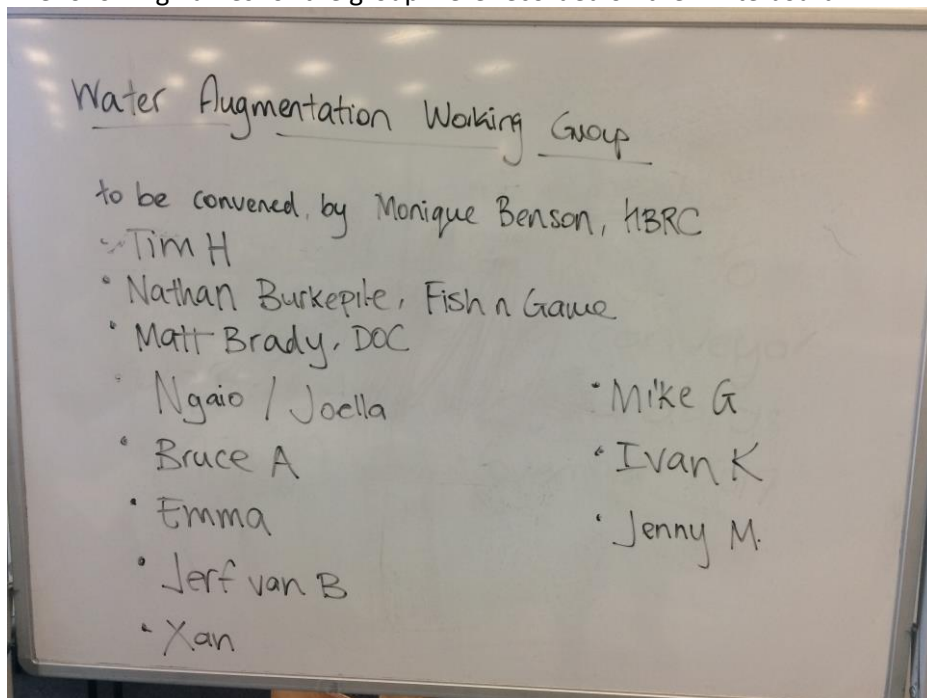 Water Augmentation Working Group
to be convened, by Monique Benson, HBRC
• Tim H
• Nathan Burkepile, Fish n Game
• Matt Brady, DOC
• Ngaio / Joella
• Bruce A
• Emma
• Jerf van B
• Xan
• Mike G
• Ivan K
• Jenny M.